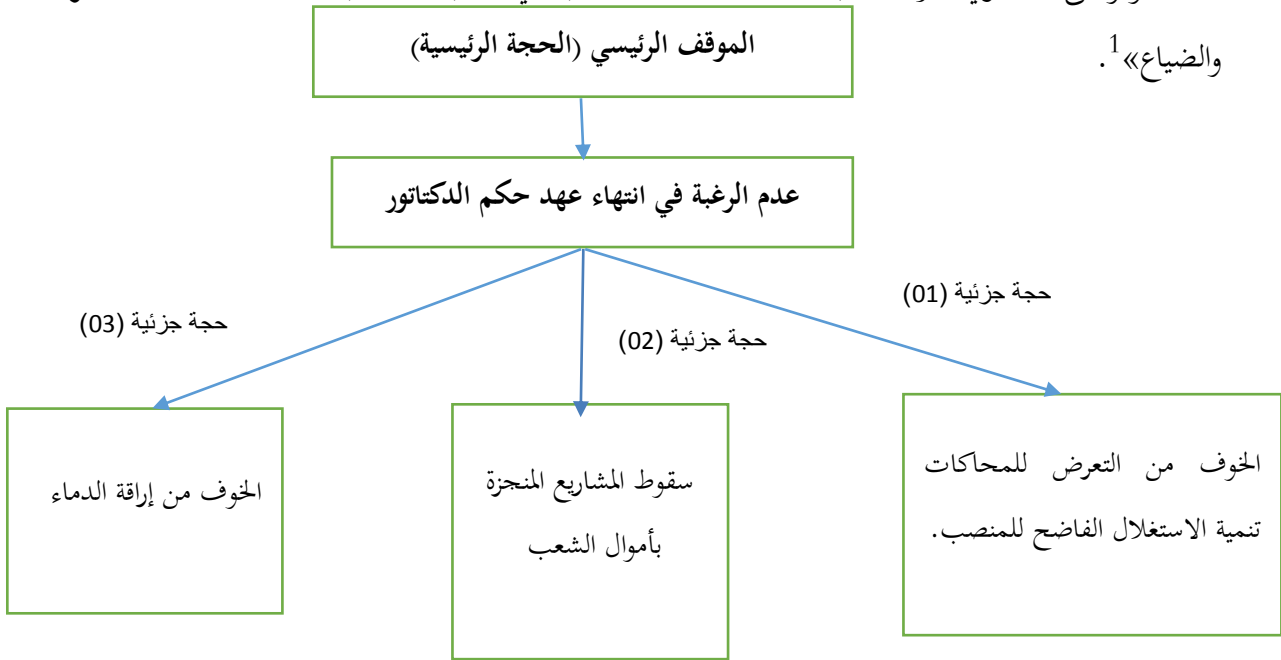 والضياع»1.
الموقف الرئيسي (الحجة الرئيسية)
عدم الرغبة في انتهاء عهد حكم الدكتاتور
حجة جزئية (01)
حجة جزئية (02)
حجة جزئية (03)
الخوف من التعرض للمحاكات
تنمية الاستغلال الفاضح للمنصب.
سقوط المشاريع المنجزة
بأموال الشعب
الخوف من إراقة الدماء